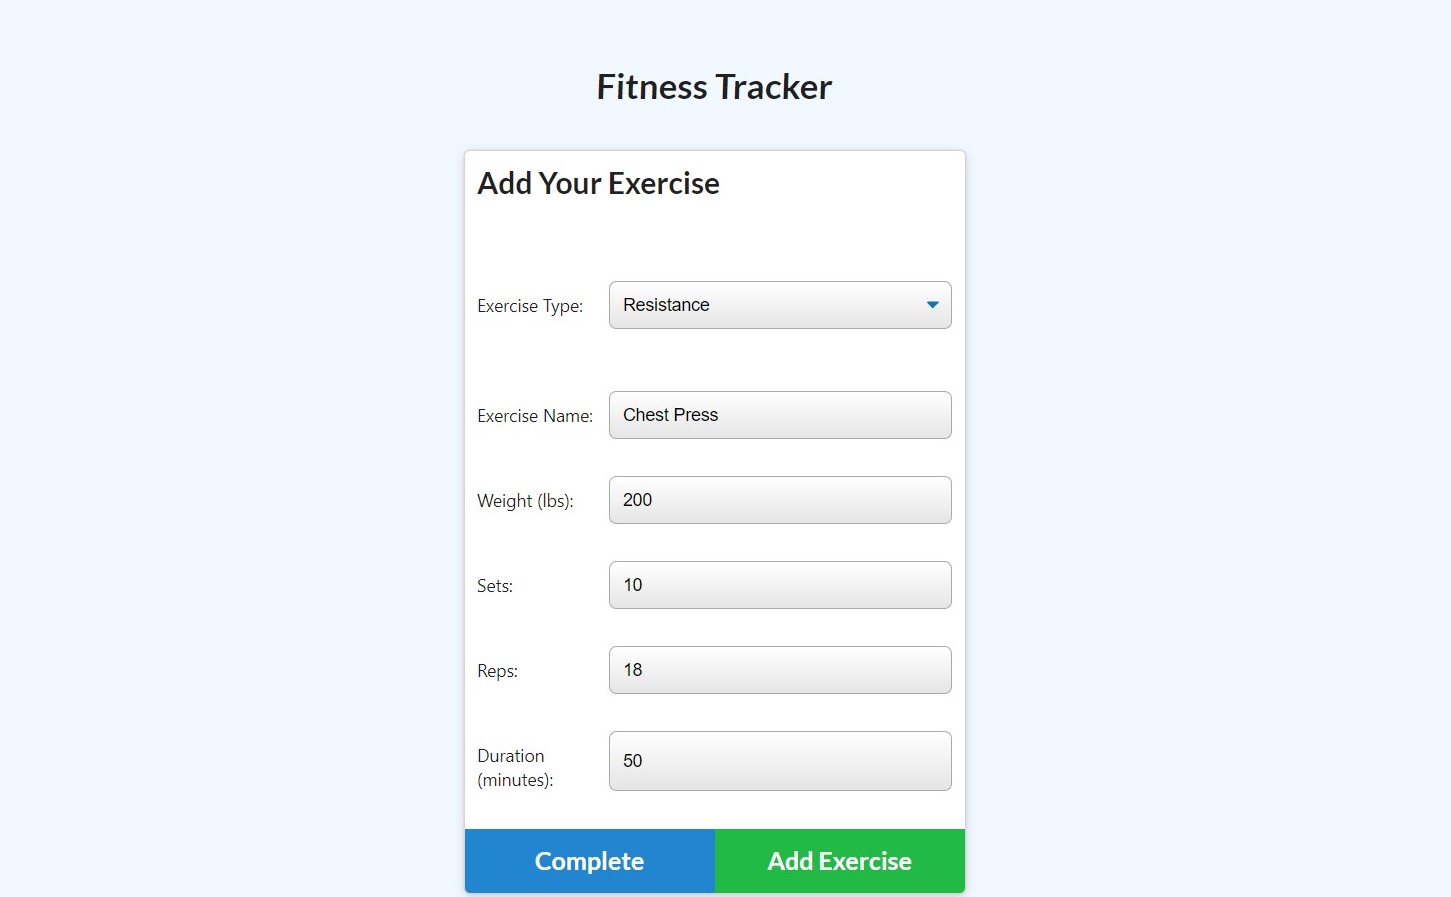 Fitness Tracker
Add Your Exercise
Exercise Type: Resistance
Exercise Name: Chest Press
Weight (lbs): 200
Sets: 10
Reps: 18
Duration
(minutes): 50
Complete Add Exercise